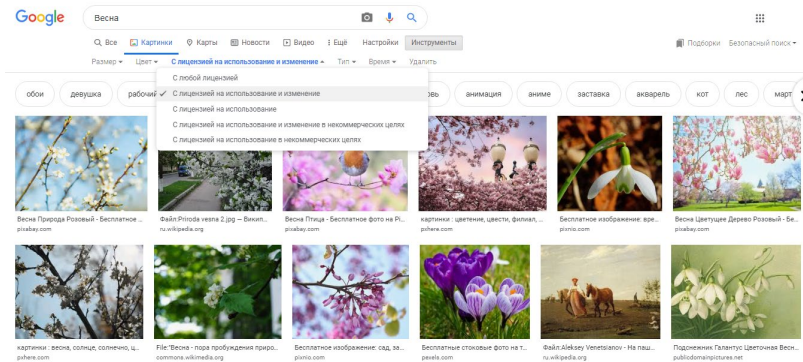 Google
Весна
Все Картинки Карты Новости Видео Ещё Настройки Инструменты
Подборки Безопасный поиск
Размер Цвет С лицензией на использование и изменение Тип Время Удалить
С любой лицензией
С лицензией на использование и изменение
С лицензией на использование
С лицензией на использование и изменение в некоммерческих целях
С лицензией на использование в некоммерческих целях
обои девушка рабочий анимация аниме заставка акварель кот лес март
Весна Природа Розовый - Бесплатное ...
pixabay.com
Файл:Priroda vesna 2.jpg — Викип...
ru.wikipedia.org
Весна Птица - Бесплатное фото на Pi...
pixabay.com
картинки : цветение, цвести, филиал, ...
pxhere.com
Бесплатное изображение: вре...
pixnio.com
Весна Цветущее Дерево Розовый - Бе...
pixabay.com
картинки : весна, солнце, солнечно, ц...
pxhere.com
File:"Весна - пора пробуждения приро...
commons.wikimedia.org
Бесплатное изображение: сад, за...
pixnio.com
Бесплатные стоковые фото на т...
pexels.com
Файл:Aleksey Venetsianov - На паш...
ru.wikipedia.org
Подснежник Галантус Цветочная Весн...
publicdomainpictures.net